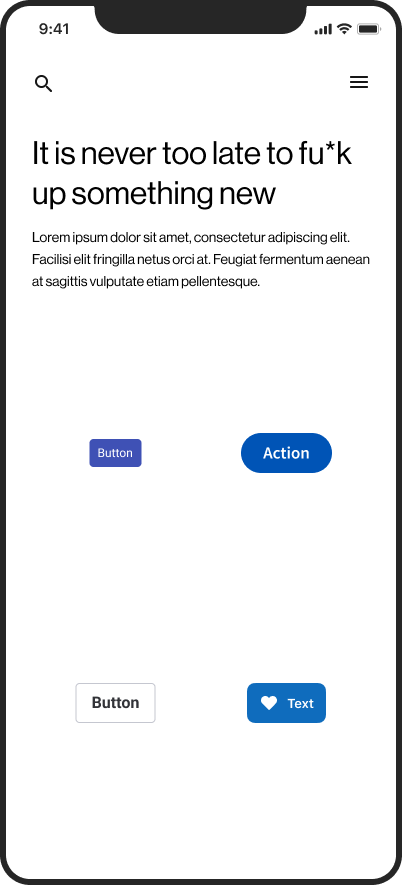 9:41
It is never too late to fu*k
up something new
Lorem ipsum dolor sit amet, consectetur adipiscing elit.
Facilisi elit fringilla netus orci at. Feugiat fermentum aenean
at sagittis vulputate etiam pellentesque.
Button
Action
Button
Text